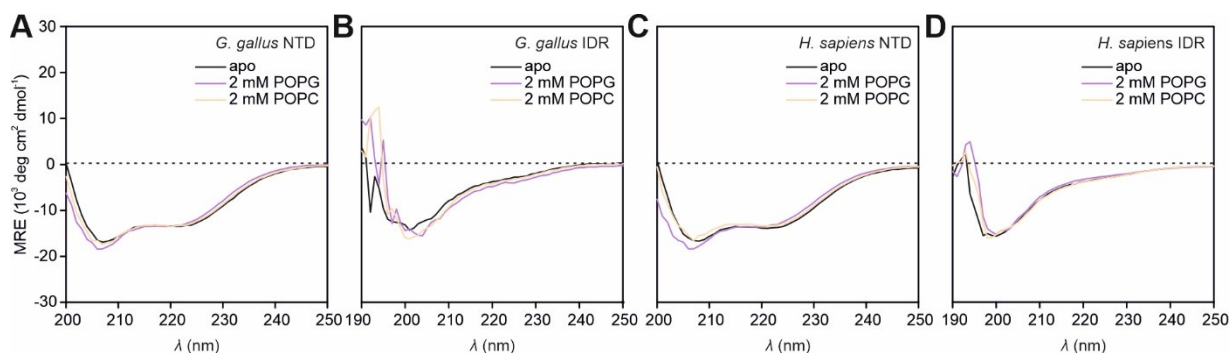 A
G. gallus NTD
apo
2 mM POPG
2 mM POPC
B
G. gallus IDR
apo
2 mM POPG
2 mM POPC
C
H. sapiens NTD
apo
2 mM POPG
2 mM POPC
D
H. sapiens IDR
apo
2 mM POPG
2 mM POPC
MRE (10³ deg cm² dmol⁻¹)
30
20
10
0
-10
-20
-30
200 210 220 230 240 250
190 200 210 220 230 240 250
200 210 220 230 240 250
190 200 210 220 230 240 250
λ (nm)
λ (nm)
λ (nm)
λ (nm)